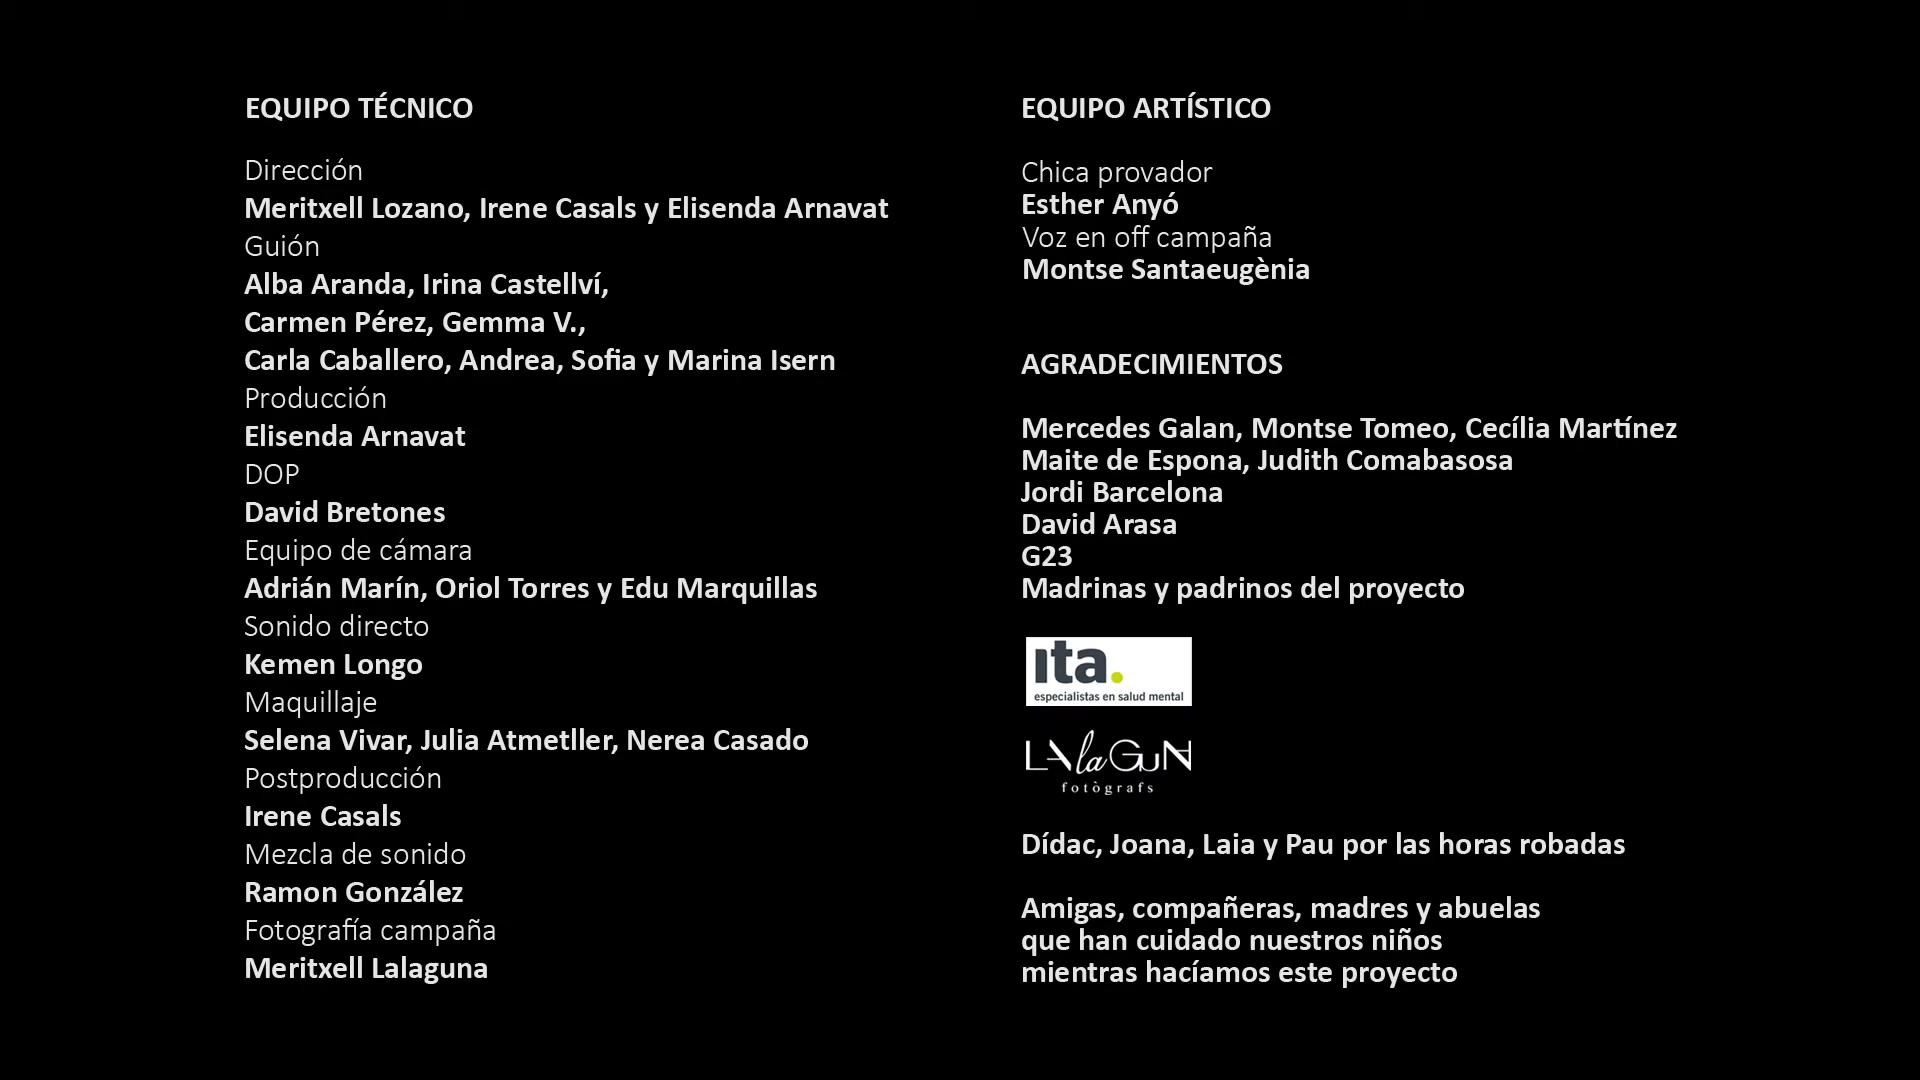 EQUIPO TÉCNICO
Dirección
Meritxell Lozano, Irene Casals y Elisenda Arnavat
Guión
Alba Aranda, Irina Castellví,
Carmen Pérez, Gemma V.,
Carla Caballero, Andrea, Sofia y Marina Isern
Producción
Elisenda Arnavat
DOP
David Bretones
Equipo de cámara
Adrián Marín, Oriol Torres y Edu Marquillas
Sonido directo
Kemen Longo
Maquillaje
Selena Vivar, Julia Atmetller, Nerea Casado
Postproducción
Irene Casals
Mezcla de sonido
Ramon González
Fotografía campaña
Meritxell Lalaguna
EQUIPO ARTÍSTICO
Chica provador
Esther Anyó
Voz en off campaña
Montse Santaeugènia
AGRADECIMIENTOS
Mercedes Galan, Montse Tomeo, Cecília Martínez
Maite de Espona, Judith Comabasosa
Jordi Barcelona
David Arasa
G23
Madrinas y padrinos del proyecto
ita.
especialistas en salud mental
LAlaGuNA
fotògrafs
Dídac, Joana, Laia y Pau por las horas robadas
Amigas, compañeras, madres y abuelas
que han cuidado nuestros niños
mientras hacíamos este proyecto